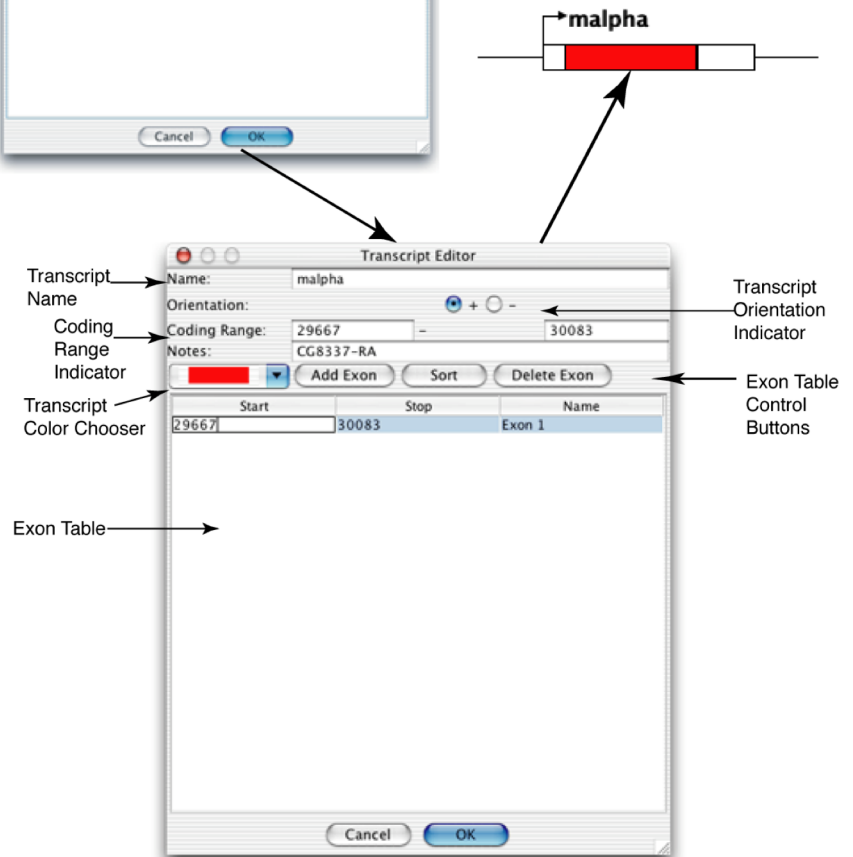 malpha
Cancel OK
Transcript Editor
Transcript
Name
Name: malpha
Orientation: + -
Transcript
Orientation
Indicator
Coding
Range
Indicator
Coding Range: 29667 - 30083
Notes: CG8337-RA
Add Exon Sort Delete Exon
Exon Table
Control
Buttons
Transcript
Color Chooser
Start Stop Name
29667 30083 Exon 1
Exon Table
Cancel OK